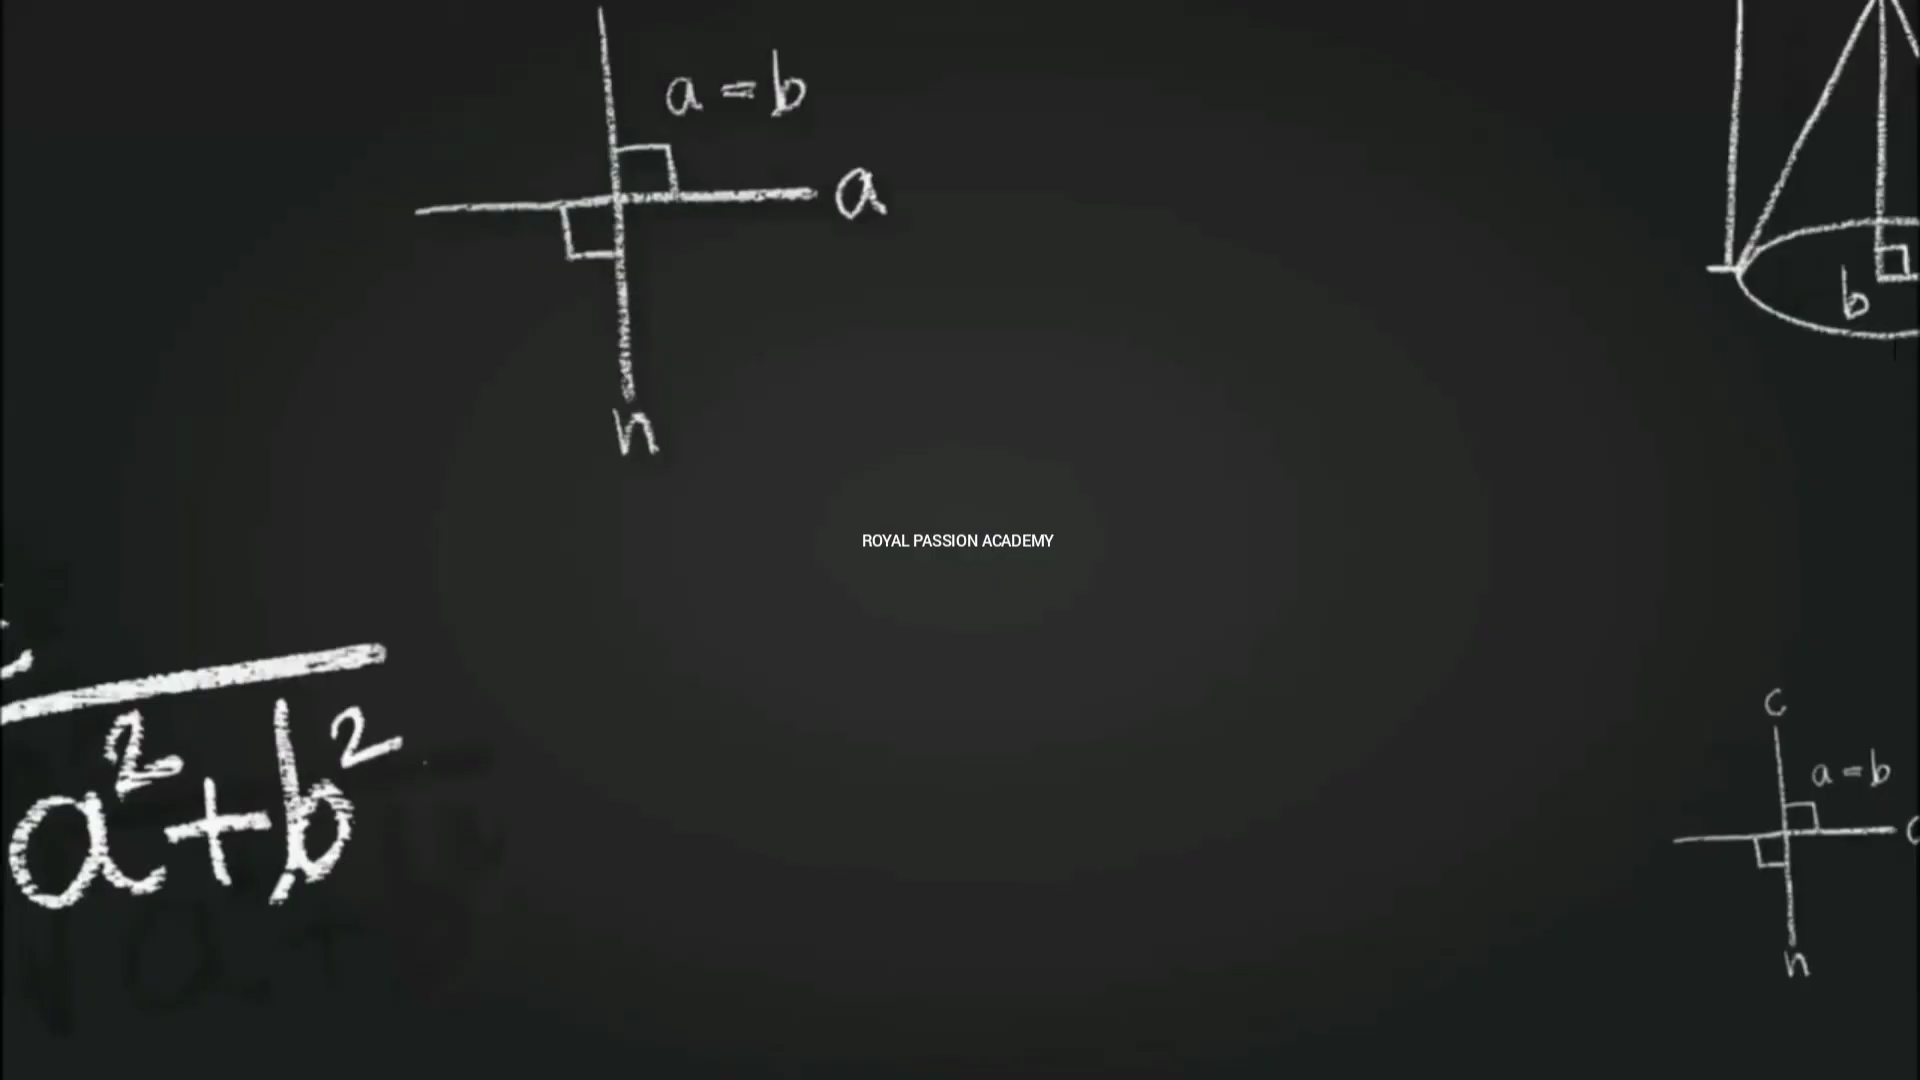 a = b
a
n
b
ROYAL PASSION ACADEMY
a²+b²
c
a = b
n